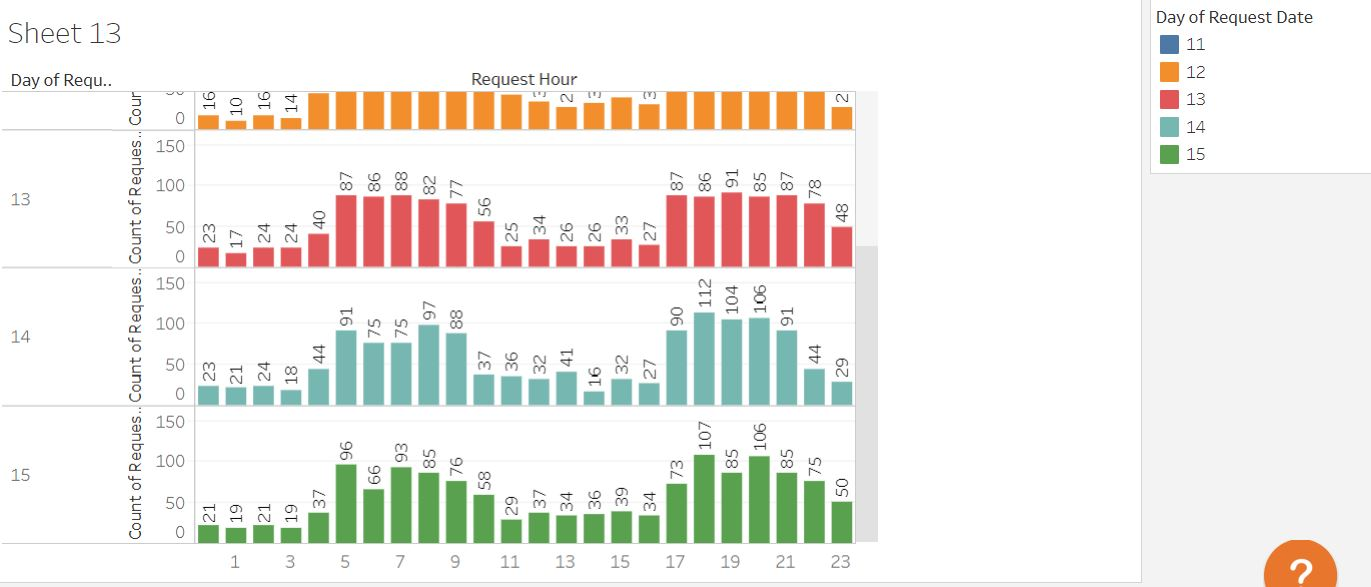 Sheet 13
Day of Request Date
11
12
13
14
15
Day of Requ..
Request Hour
Cour
0
16 10 16 14 2
13
Count of Reques..
150
100
50
0
23 17 24 24 40 87 86 88 82 77 56 25 34 26 26 33 27 87 86 91 85 87 78 48
14
Count of Reques..
150
100
50
0
23 21 24 18 44 91 75 75 97 88 37 36 32 41 16 32 27 90 112 104 106 91 44 29
15
Count of Reques..
150
100
50
0
21 19 21 19 37 96 66 93 85 76 58 29 37 34 36 39 34 73 107 85 106 85 75 50
1 3 5 7 9 11 13 15 17 19 21 23
?